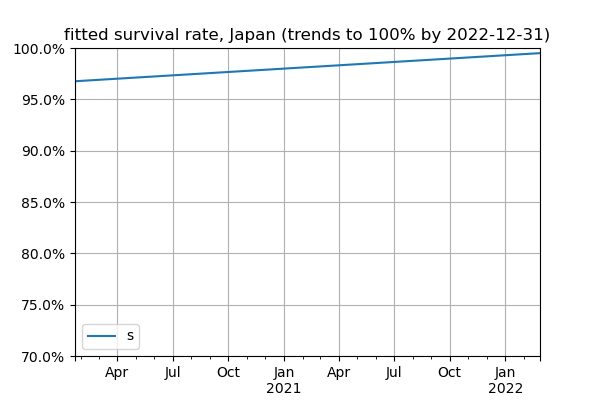 fitted survival rate, Japan (trends to 100% by 2022-12-31)
100.0%
95.0%
90.0%
85.0%
80.0%
75.0%
70.0%
s
Apr Jul Oct Jan Apr Jul Oct Jan
2021 2022